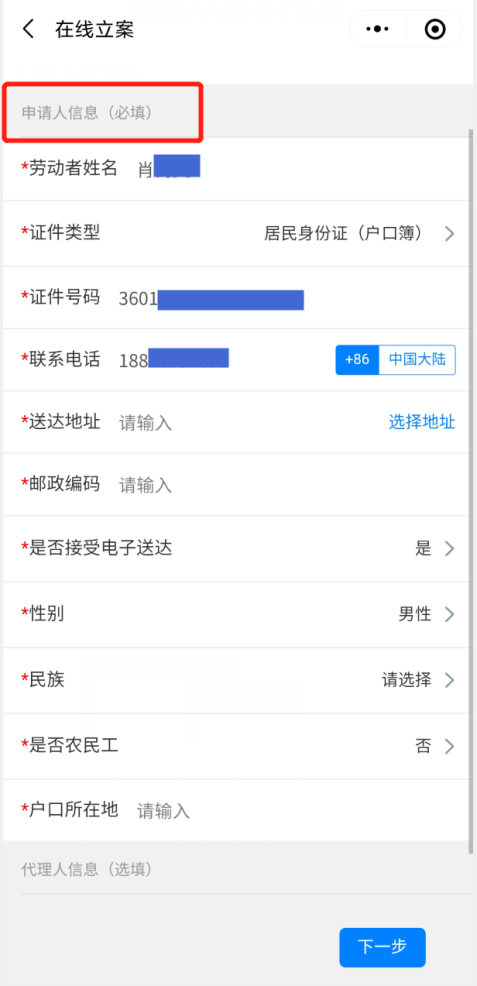 在线立案
申请人信息（必填）
*劳动者姓名 肖
*证件类型 居民身份证（户口簿）
*证件号码 3601
*联系电话 188 +86 中国大陆
*送达地址 请输入 选择地址
*邮政编码 请输入
*是否接受电子送达 是
*性别 男性
*民族 请选择
*是否农民工 否
*户口所在地 请输入
代理人信息（选填）
下一步